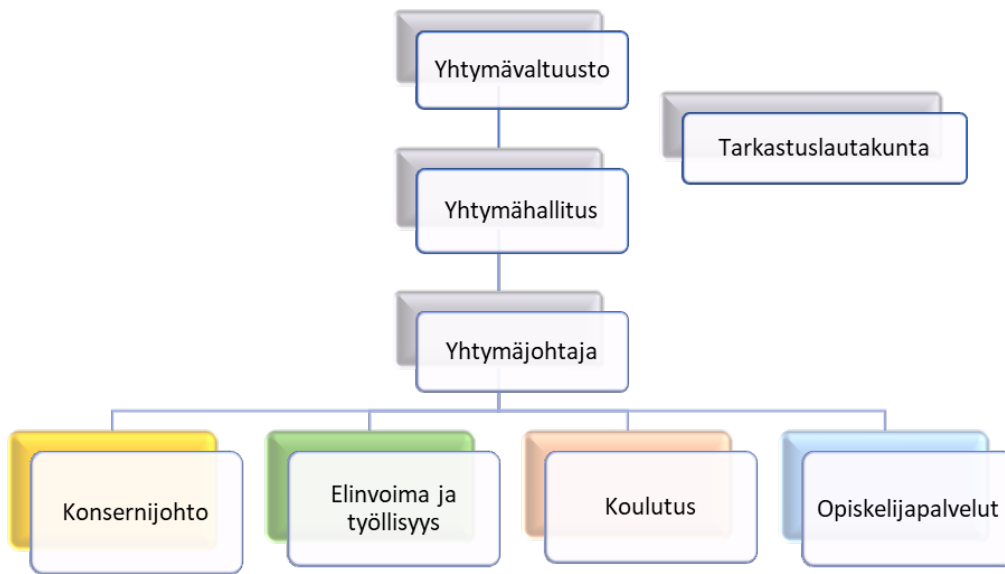 Yhtymävaltuusto
Tarkastuslautakunta
Yhtymähallitus
Yhtymäjohtaja
Konsernijohto
Elinvoima ja
työllisyys
Koulutus
Opiskelijapalvelut